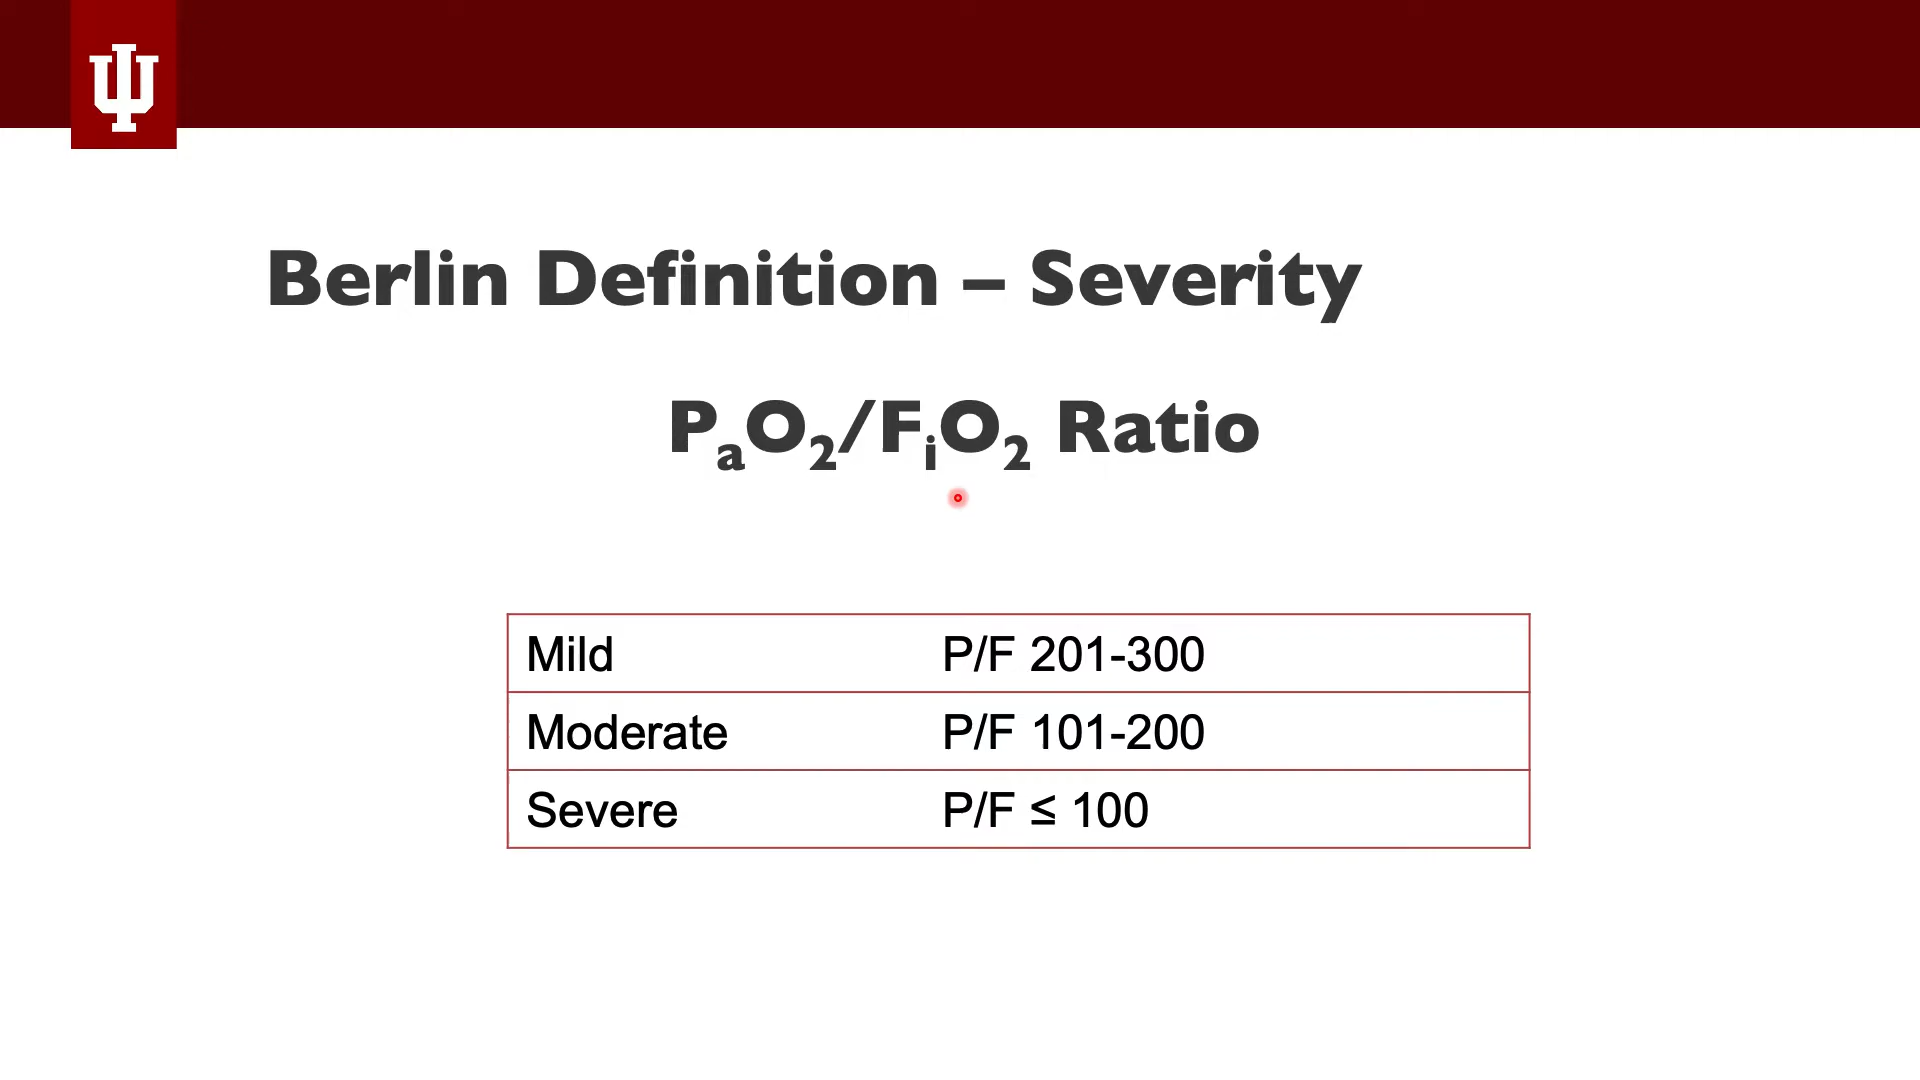 Berlin Definition – Severity
PaO2/FiO2 Ratio
Mild P/F 201-300
Moderate P/F 101-200
Severe P/F ≤ 100